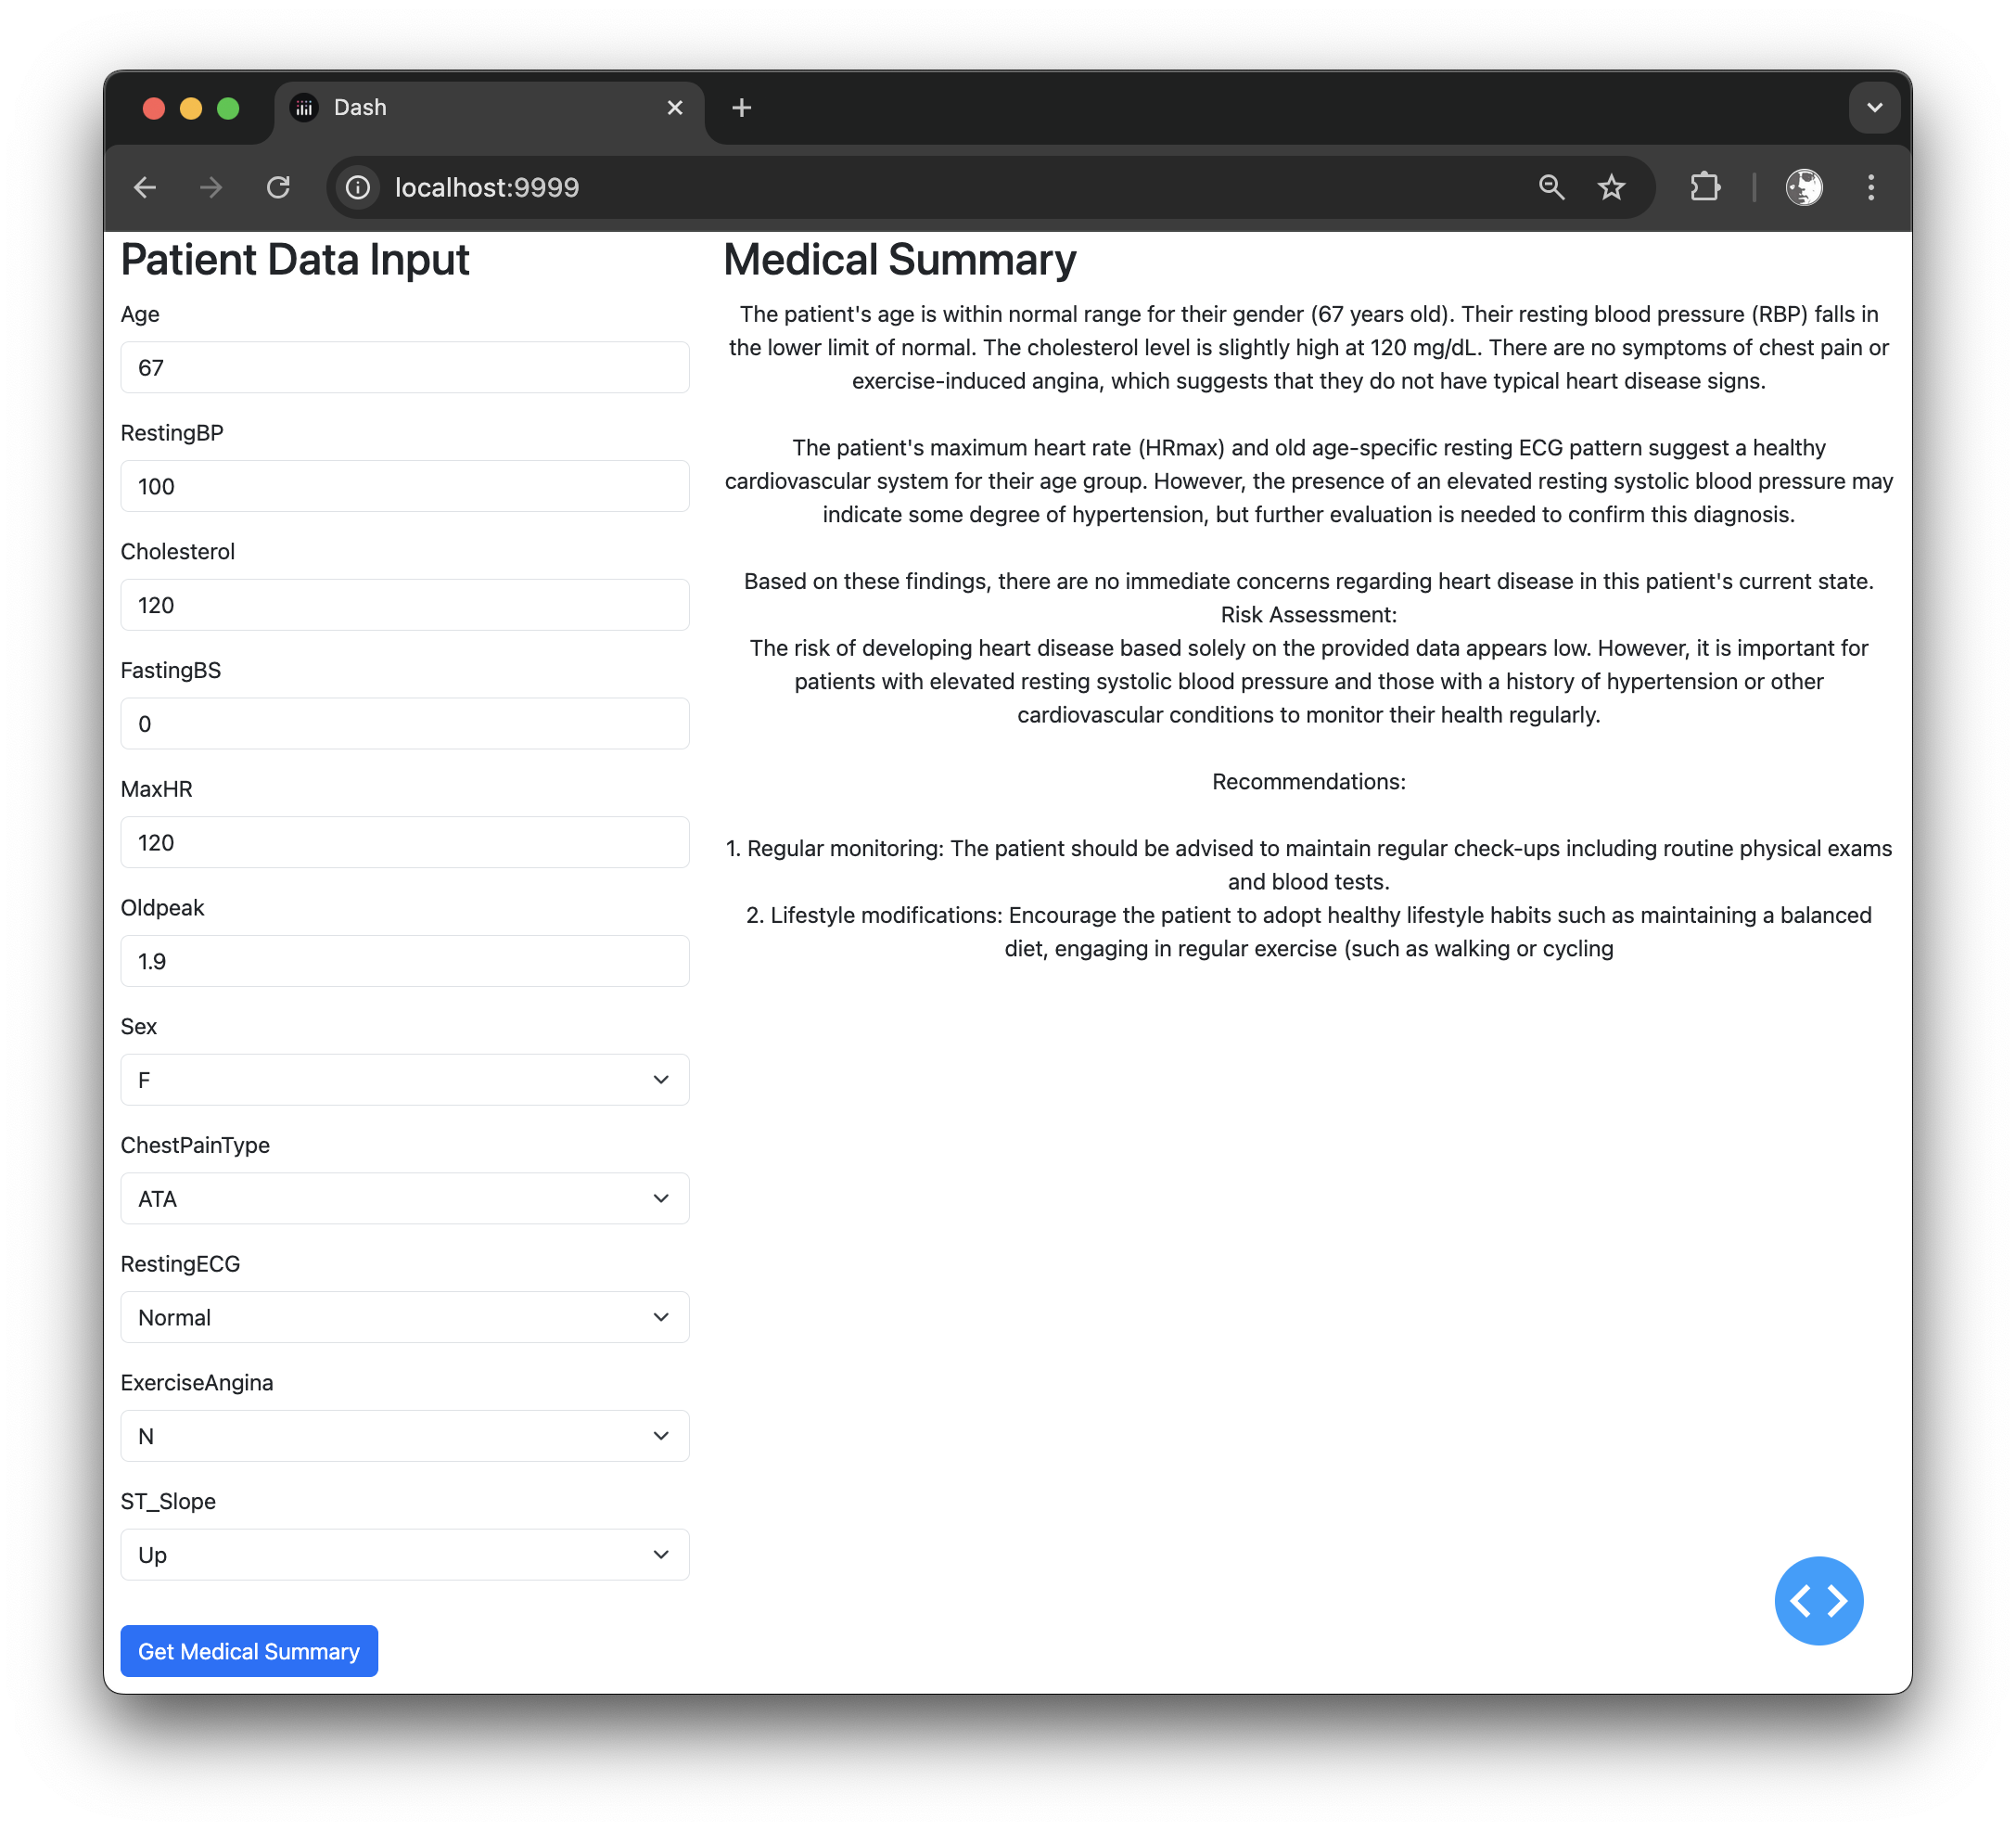 Dash
localhost:9999
Patient Data Input
Age
67
RestingBP
100
Cholesterol
120
FastingBS
0
MaxHR
120
Oldpeak
1.9
Sex
F
ChestPainType
ATA
RestingECG
Normal
ExerciseAngina
N
ST_Slope
Up
Get Medical Summary
Medical Summary
The patient's age is within normal range for their gender (67 years old). Their resting blood pressure (RBP) falls in
the lower limit of normal. The cholesterol level is slightly high at 120 mg/dL. There are no symptoms of chest pain or
exercise-induced angina, which suggests that they do not have typical heart disease signs.
The patient's maximum heart rate (HRmax) and old age-specific resting ECG pattern suggest a healthy
cardiovascular system for their age group. However, the presence of an elevated resting systolic blood pressure may
indicate some degree of hypertension, but further evaluation is needed to confirm this diagnosis.
Based on these findings, there are no immediate concerns regarding heart disease in this patient's current state.
Risk Assessment:
The risk of developing heart disease based solely on the provided data appears low. However, it is important for
patients with elevated resting systolic blood pressure and those with a history of hypertension or other
cardiovascular conditions to monitor their health regularly.
Recommendations:
1. Regular monitoring: The patient should be advised to maintain regular check-ups including routine physical exams
and blood tests.
2. Lifestyle modifications: Encourage the patient to adopt healthy lifestyle habits such as maintaining a balanced
diet, engaging in regular exercise (such as walking or cycling